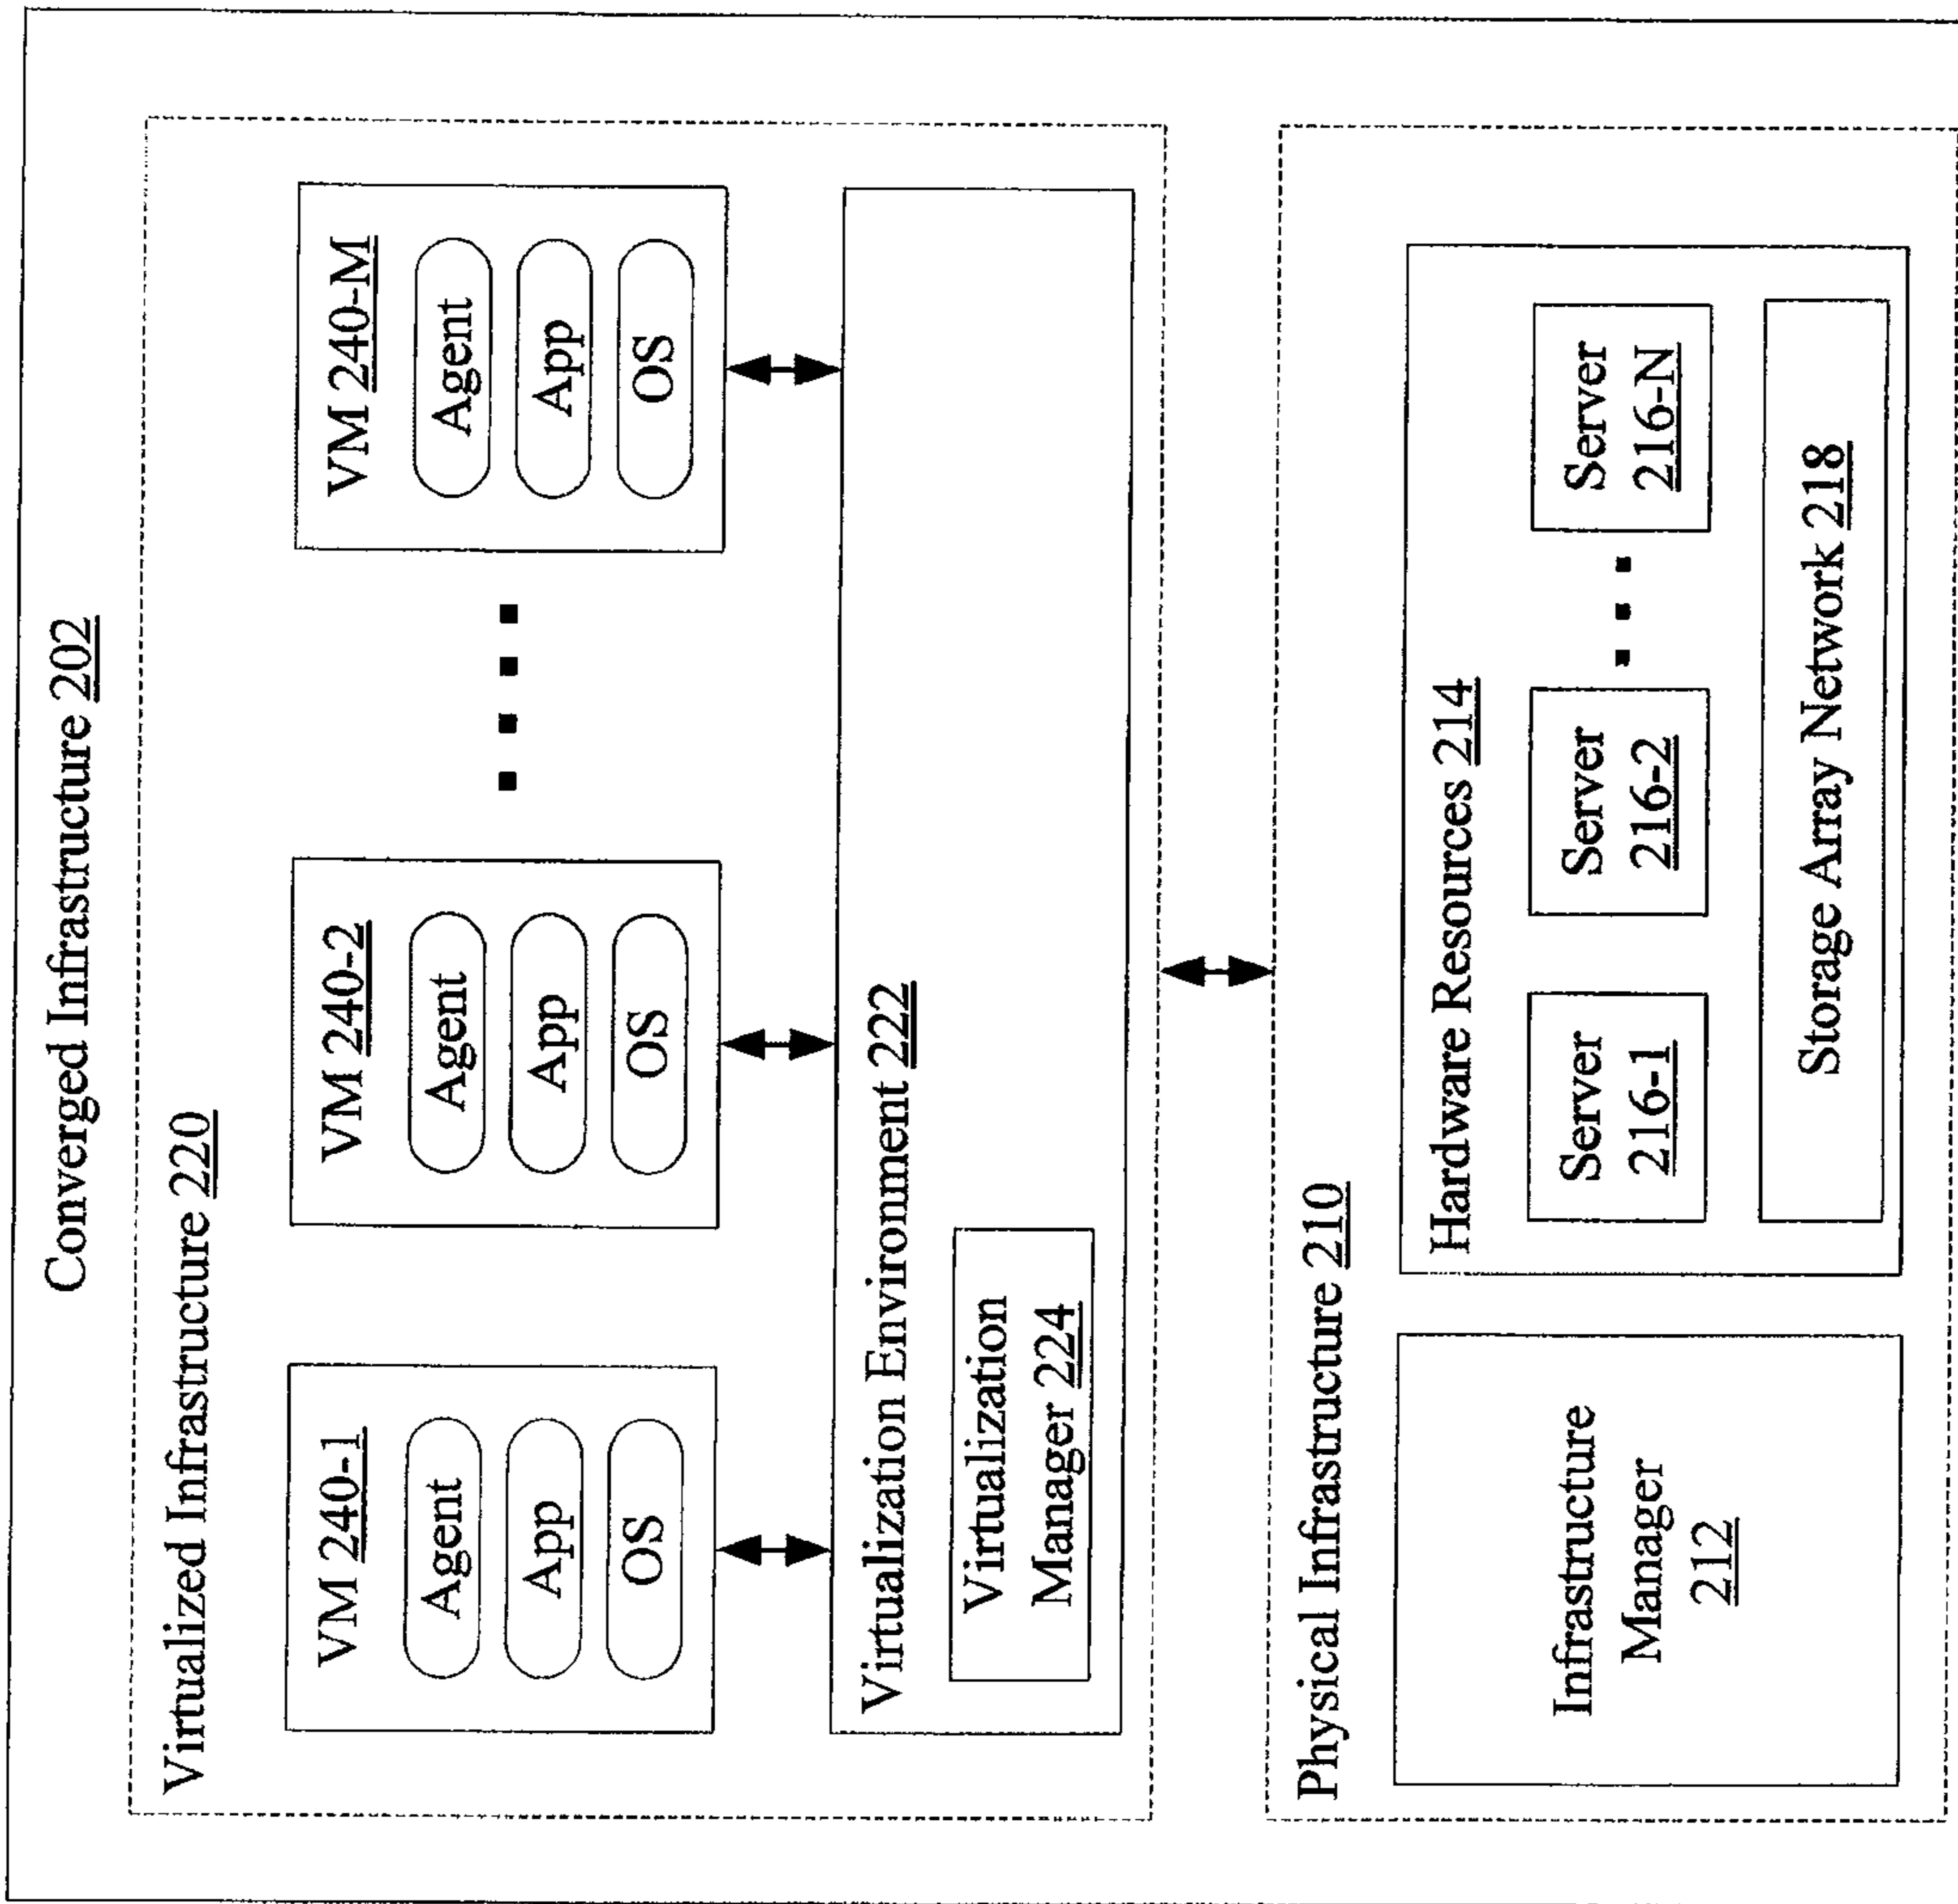 Converged Infrastructure 202
Virtualized Infrastructure 220
VM 240-1
Agent
App
OS
VM 240-2
Agent
App
OS
VM 240-M
Agent
App
OS
Virtualization Environment 222
Virtualization
Manager 224
Physical Infrastructure 210
Infrastructure
Manager
212
Hardware Resources 214
Server
216-1
Server
216-2
Server
216-N
Storage Array Network 218